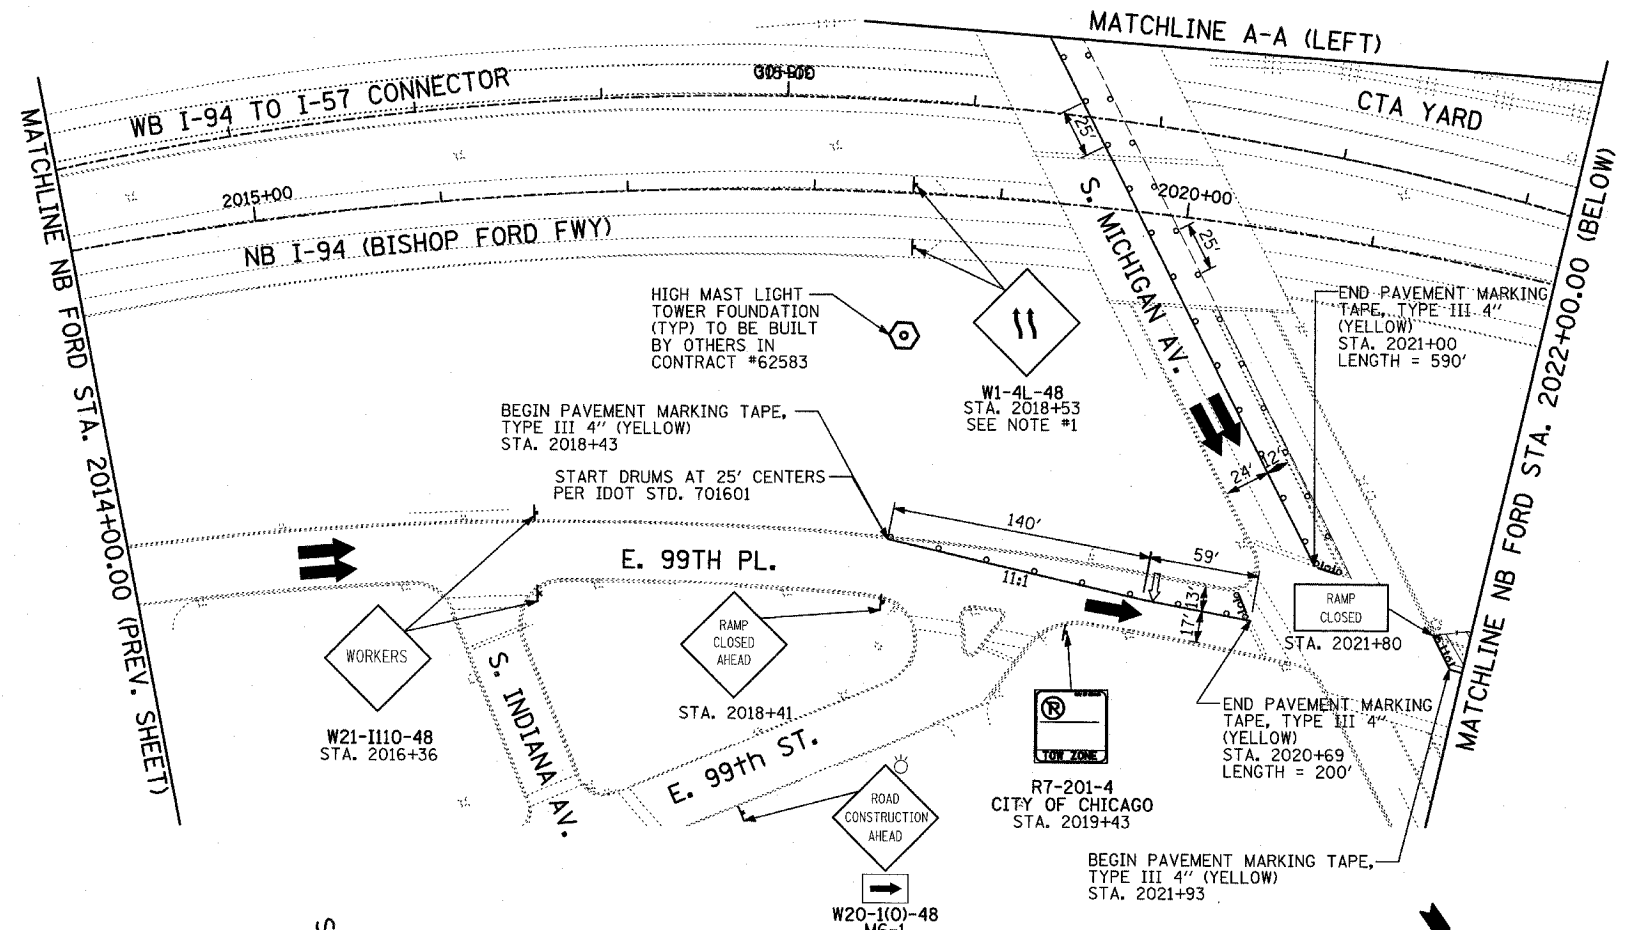 MATCHLINE A-A (LEFT)
WB I-94 TO I-57 CONNECTOR
CTA YARD
MATCHLINE NB FORD STA. 2014+00.00 (PREV. SHEET)
MATCHLINE NB FORD STA. 2022+00.00 (BELOW)
2015+00
2020+00
25'
25'
NB I-94 (BISHOP FORD FWY)
S. MICHIGAN AV.
HIGH MAST LIGHT
TOWER FOUNDATION
(TYP) TO BE BUILT
BY OTHERS IN
CONTRACT #62583
W1-4L-48
STA. 2018+53
SEE NOTE #1
END PAVEMENT MARKING
TAPE, TYPE III 4"
(YELLOW)
STA. 2021+00
LENGTH = 590'
BEGIN PAVEMENT MARKING TAPE,
TYPE III 4" (YELLOW)
STA. 2018+43
START DRUMS AT 25' CENTERS
PER IDOT STD. 701601
24'
12'
140'
59'
E. 99TH PL.
11:1
13'
17'
RAMP
CLOSED
STA. 2021+80
WORKERS
W21-I110-48
STA. 2016+36
RAMP
CLOSED
AHEAD
STA. 2018+41
S. INDIANA AV.
E. 99th ST.
R
TOW ZONE
R7-201-4
CITY OF CHICAGO
STA. 2019+43
END PAVEMENT MARKING
TAPE, TYPE III 4"
(YELLOW)
STA. 2020+69
LENGTH = 200'
ROAD
CONSTRUCTION
AHEAD
W20-1(O)-48
M6-1
BEGIN PAVEMENT MARKING TAPE,
TYPE III 4" (YELLOW)
STA. 2021+93
S